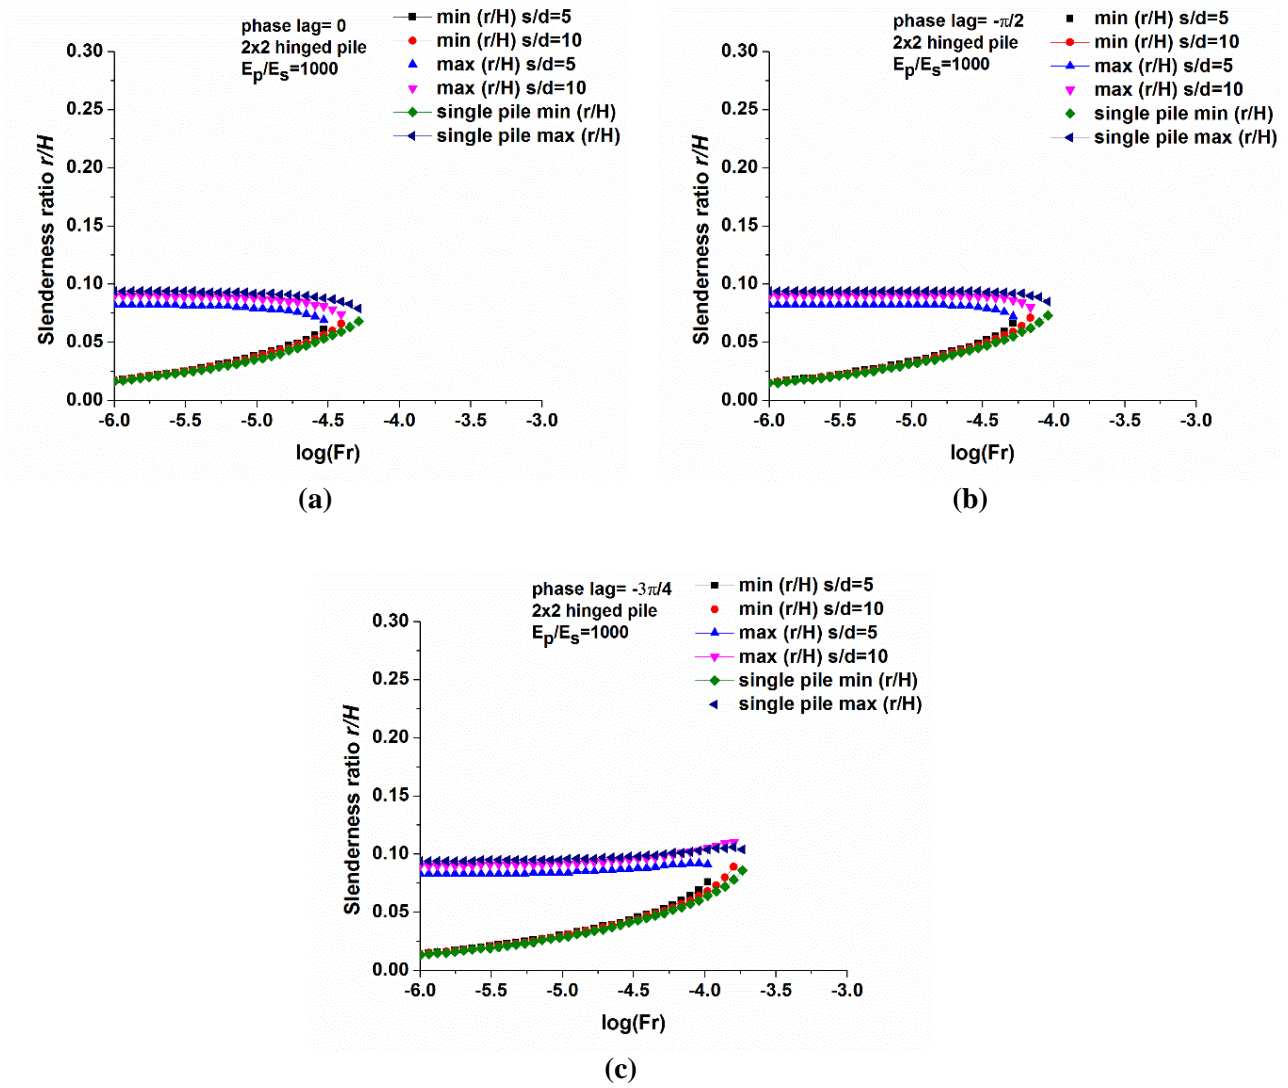 phase lag= 0
2x2 hinged pile
Ep/Es=1000
min (r/H) s/d=5
min (r/H) s/d=10
max (r/H) s/d=5
max (r/H) s/d=10
single pile min (r/H)
single pile max (r/H)
Slenderness ratio r/H
0.30
0.25
0.20
0.15
0.10
0.05
0.00
-6.0 -5.5 -5.0 -4.5 -4.0 -3.5 -3.0
log(Fr)
(a)
phase lag= -π/2
2x2 hinged pile
Ep/Es=1000
min (r/H) s/d=5
min (r/H) s/d=10
max (r/H) s/d=5
max (r/H) s/d=10
single pile min (r/H)
single pile max (r/H)
Slenderness ratio r/H
0.30
0.25
0.20
0.15
0.10
0.05
0.00
-6.0 -5.5 -5.0 -4.5 -4.0 -3.5 -3.0
log(Fr)
(b)
phase lag= -3π/4
2x2 hinged pile
Ep/Es=1000
min (r/H) s/d=5
min (r/H) s/d=10
max (r/H) s/d=5
max (r/H) s/d=10
single pile min (r/H)
single pile max (r/H)
Slenderness ratio r/H
0.30
0.25
0.20
0.15
0.10
0.05
0.00
-6.0 -5.5 -5.0 -4.5 -4.0 -3.5 -3.0
log(Fr)
(c)